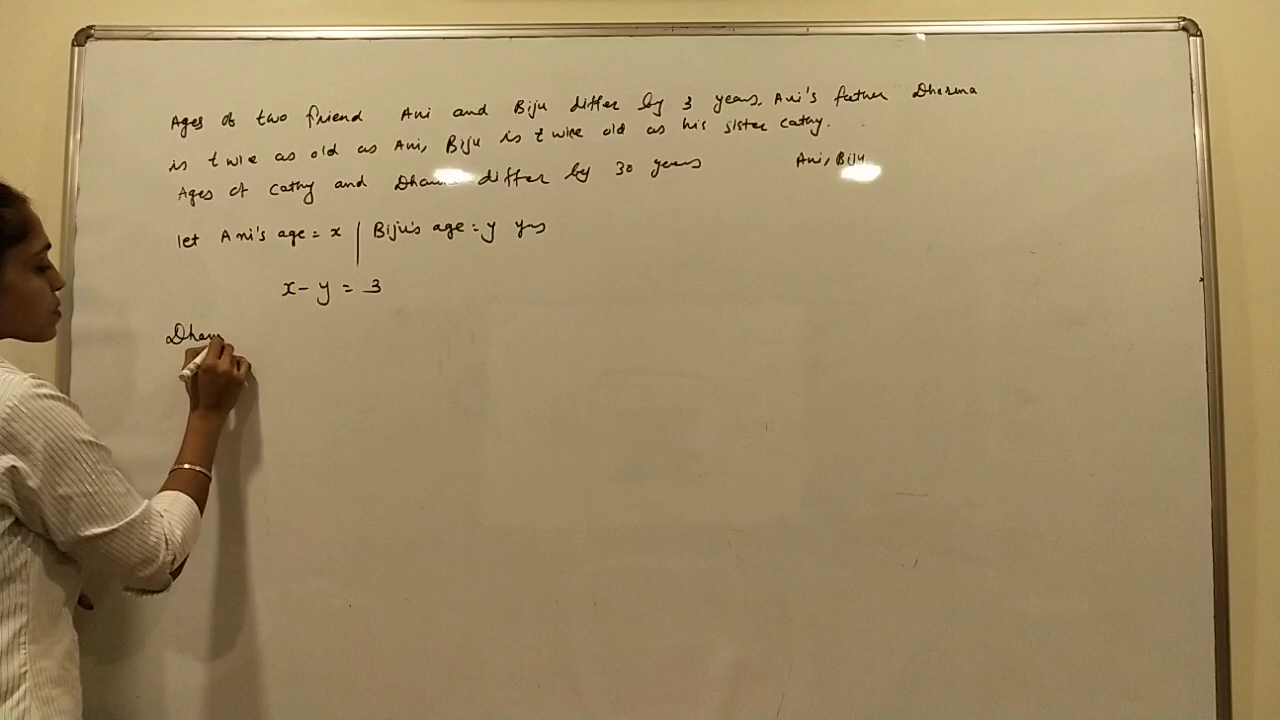 Ages of two friend Ani and Biju differ by 3 years. Ani's father Dharma
is twice as old as Ani, Biju is twice old as his sister Cathy.
Ages of Cathy and differ by 30 years Ani, Biju
let Ani's age = x | Biju's age = y yrs
x - y = 3